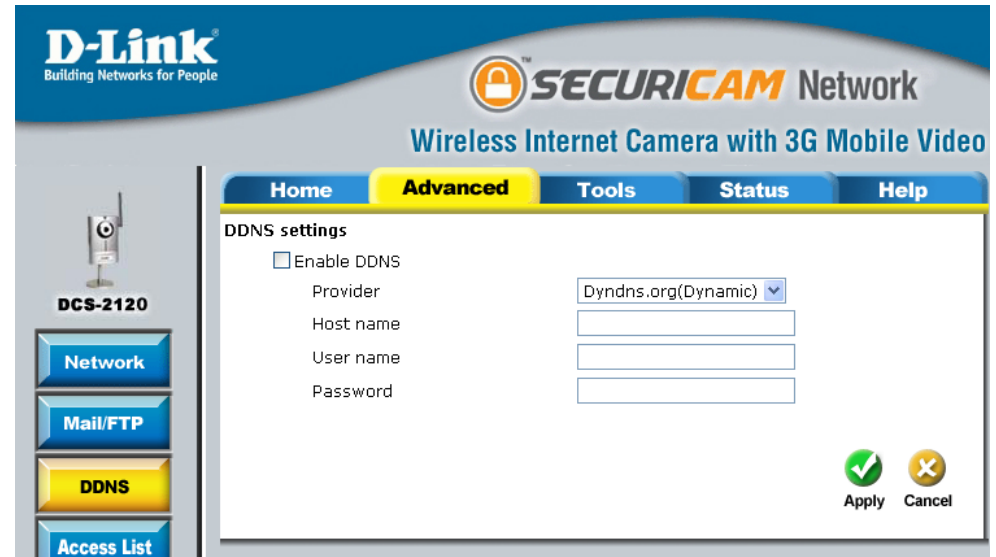 D-Link
Building Networks for People
SECURICAM Network
Wireless Internet Camera with 3G Mobile Video
Home Advanced Tools Status Help
DCS-2120
Network
Mail/FTP
DDNS
Access List
DDNS settings
Enable DDNS
Provider Dyndns.org(Dynamic)
Host name
User name
Password
Apply Cancel